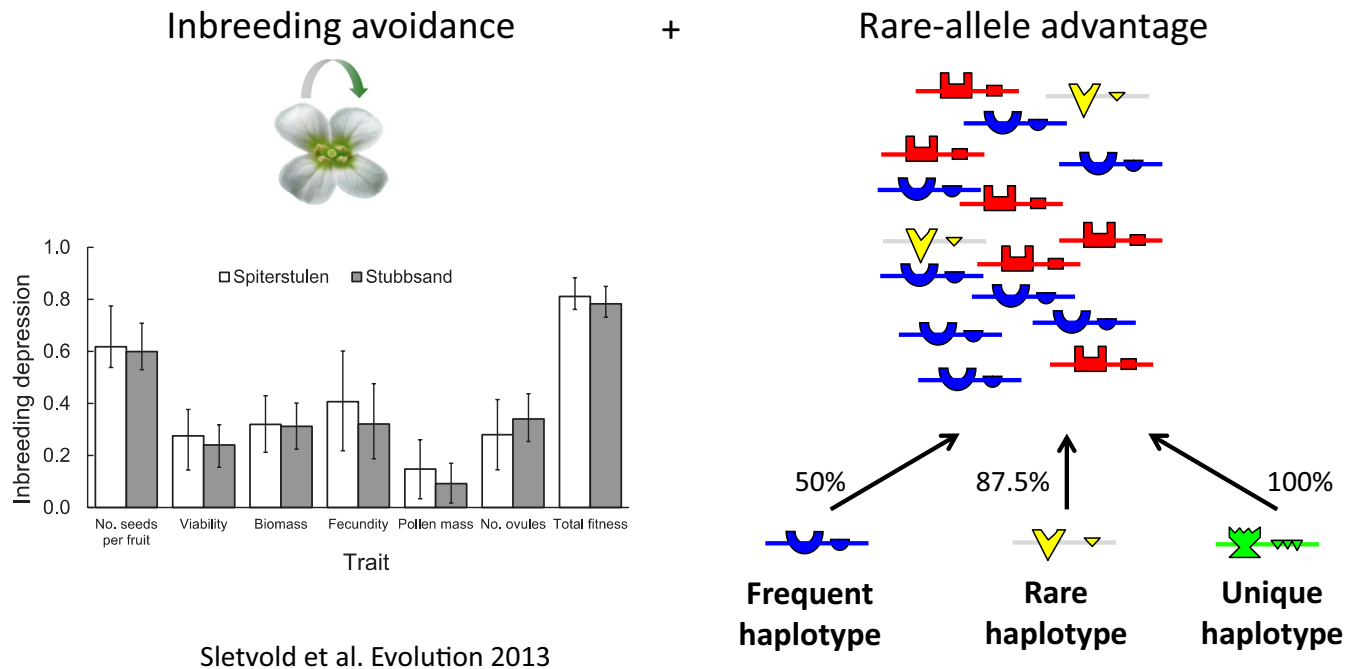 Inbreeding avoidance + Rare-allele advantage
Inbreeding depression
1.0
0.8
0.6
0.4
0.2
0.0
Spiterstulen Stubbsand
No. seeds per fruit
Viability
Biomass
Fecundity
Pollen mass
No. ovules
Total fitness
Trait
Sletvold et al. Evolution 2013
50% 87.5% 100%
Frequent haplotype
Rare haplotype
Unique haplotype